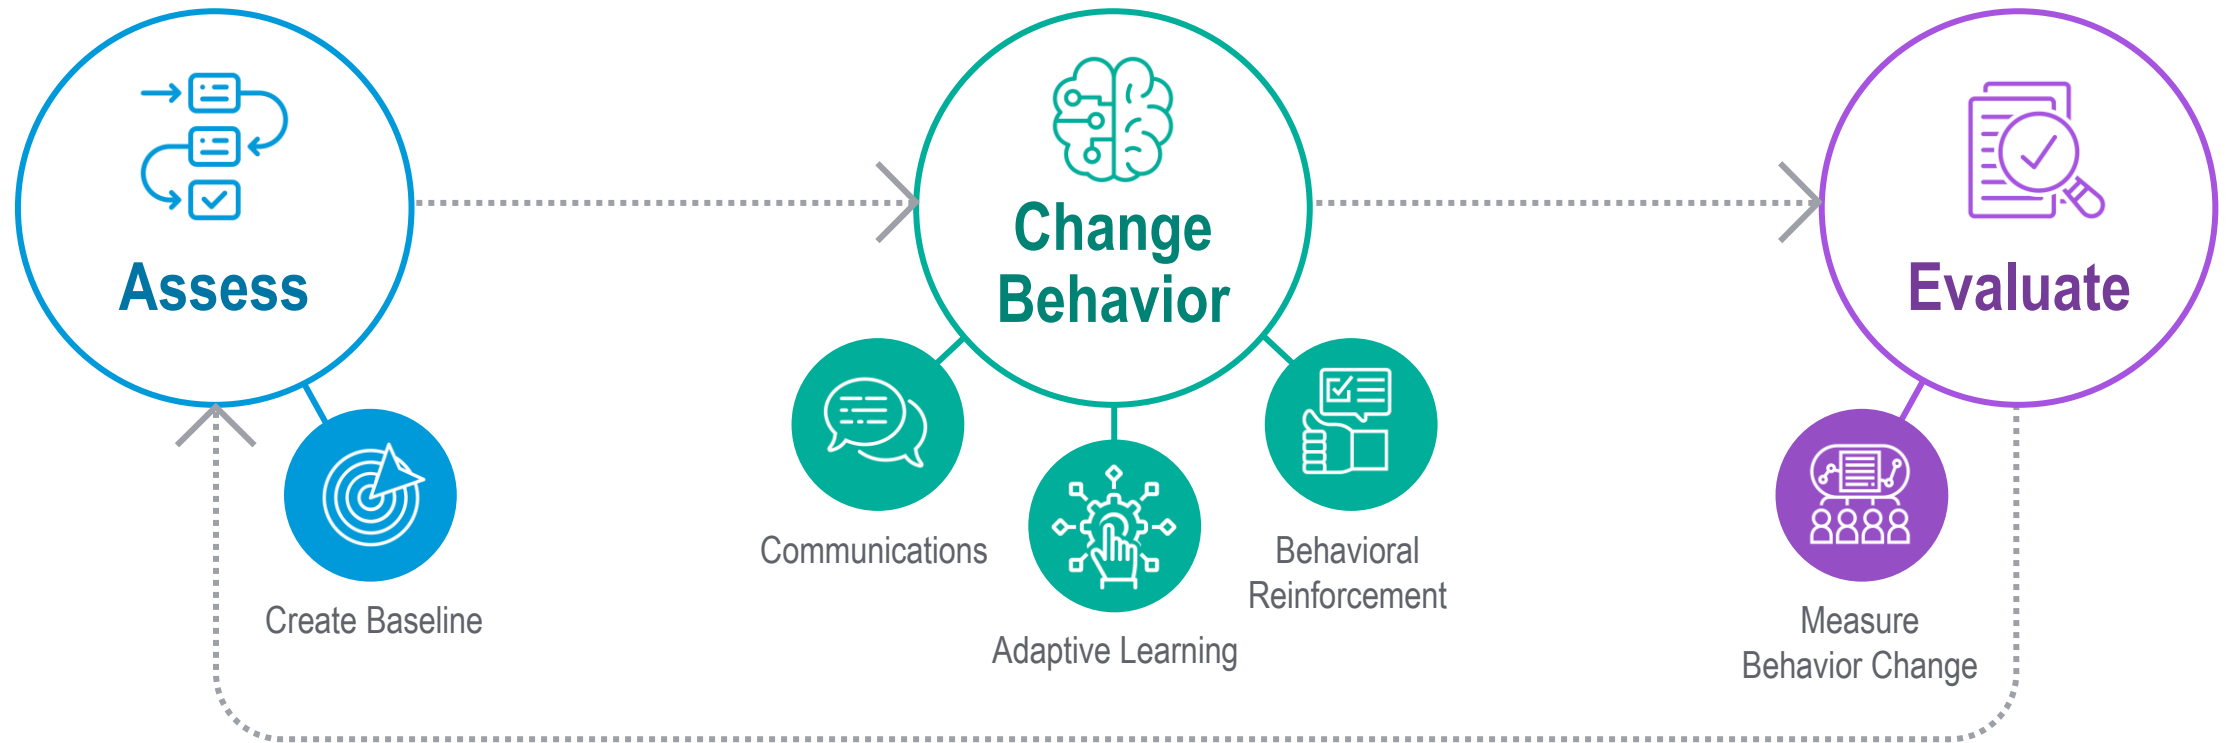 Assess
Change
Behavior
Evaluate
Create Baseline
Communications
Adaptive Learning
Behavioral
Reinforcement
Measure
Behavior Change